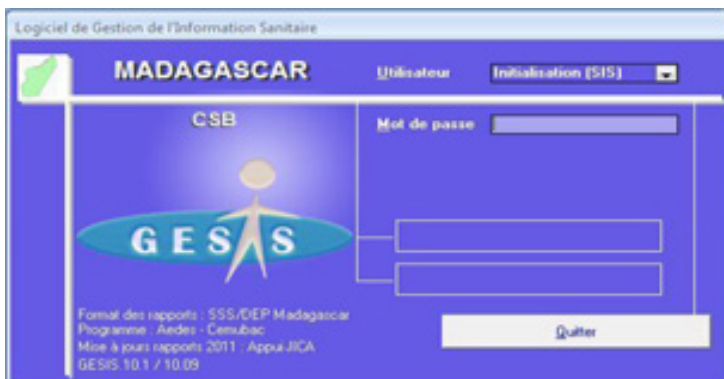 Logiciel de Gestion de l'Information Sanitaire
MADAGASCAR
Utilisateur
Initialisation (SIS)
CSB
Mot de passe
GESIS
Format des rapports : SSS/DEP Madagascar
Programme : Aedes - Cemubac
Mise à jours rapports 2011 : Appui JICA
GESIS.10.1 / 10.09
Quitter